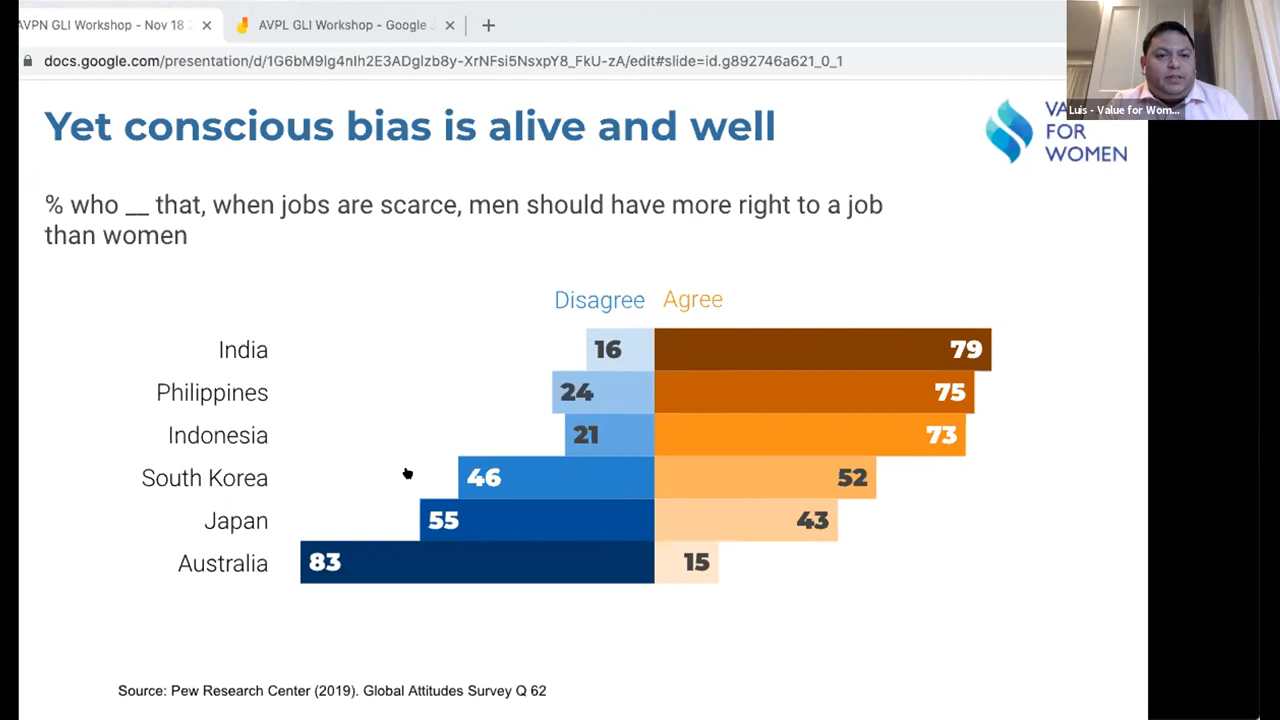 AVPN GLI Workshop - Nov 18
AVPL GLI Workshop - Google
docs.google.com/presentation/d/1G6bM9Ig4nIh2E3ADgIzb8y-XrNFsi5NsxpY8_FkU-zA/edit#slide=id.g892746a621_0_1
Luis - Value for Wom...
Yet conscious bias is alive and well
FOR
WOMEN
% who __ that, when jobs are scarce, men should have more right to a job
than women
Disagree Agree
India 16 79
Philippines 24 75
Indonesia 21 73
South Korea 46 52
Japan 55 43
Australia 83 15
Source: Pew Research Center (2019). Global Attitudes Survey Q 62